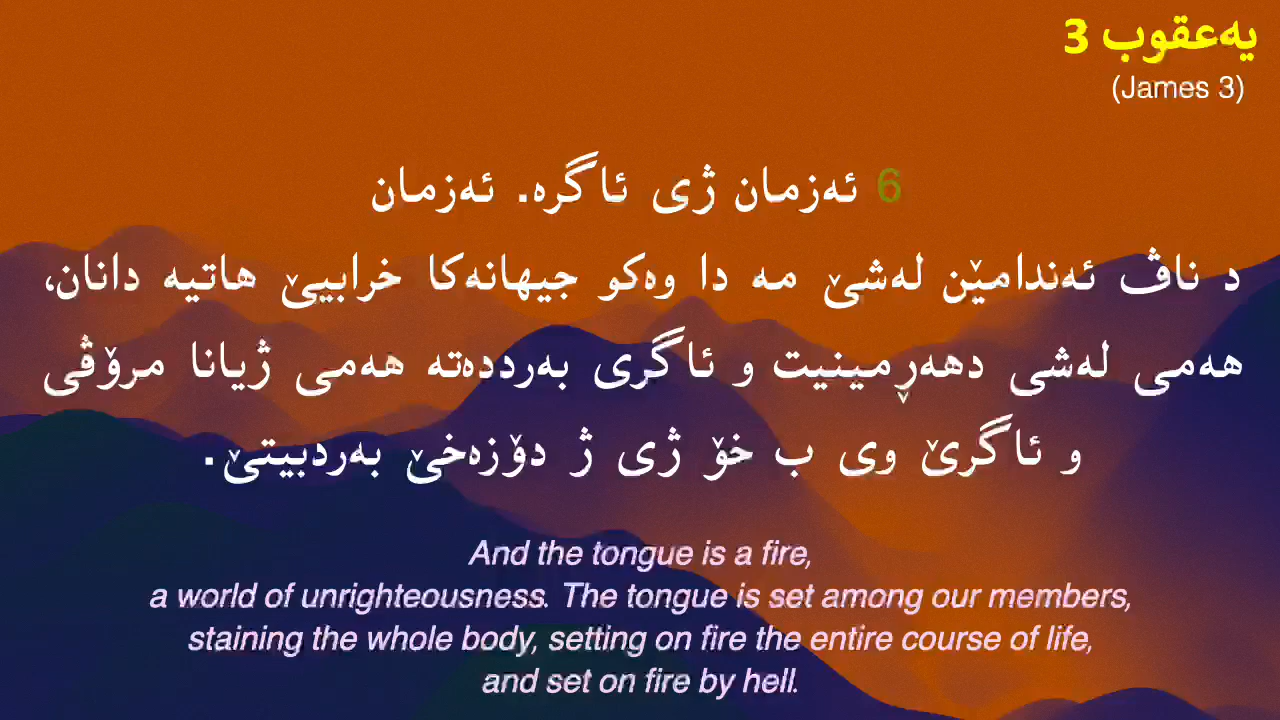 یەعقوب 3
(James 3)
6 ئەزمان ژی ئاگرە. ئەزمان
د ناڤ ئەندامێن لەشێ مە دا وەکو جیهانەکا خرابیێ هاتیە دانان،
هەمی لەشی دهەڕمینیت و ئاگری بەرددەتە هەمی ژیانا مرۆڤی
و ئاگرێ وی ب خۆ ژی ژ دۆزەخێ بەردبیتێ.
And the tongue is a fire,
a world of unrighteousness. The tongue is set among our members,
staining the whole body, setting on fire the entire course of life,
and set on fire by hell.